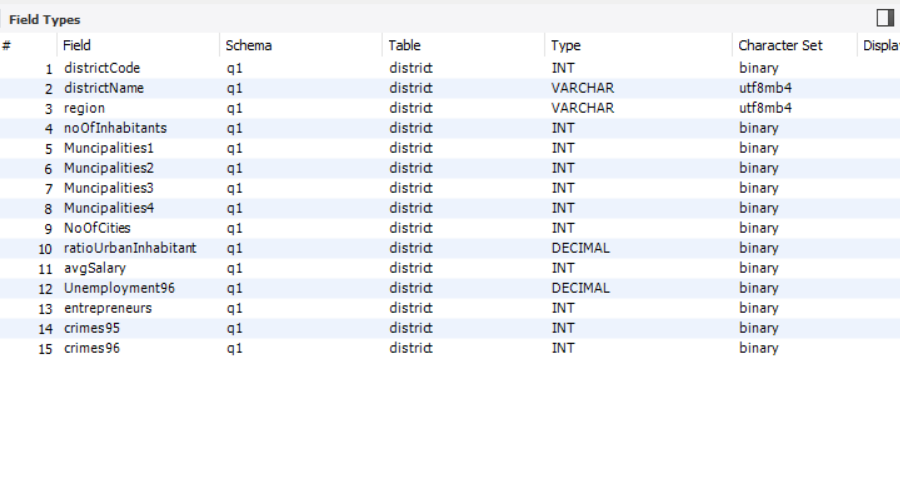 Field Types
# Field Schema Table Type Character Set Displa
1 districtCode q1 district INT binary
2 districtName q1 district VARCHAR utf8mb4
3 region q1 district VARCHAR utf8mb4
4 noOfInhabitants q1 district INT binary
5 Muncipalities1 q1 district INT binary
6 Muncipalities2 q1 district INT binary
7 Muncipalities3 q1 district INT binary
8 Muncipalities4 q1 district INT binary
9 NoOfCities q1 district INT binary
10 ratioUrbanInhabitant q1 district DECIMAL binary
11 avgSalary q1 district INT binary
12 Unemployment96 q1 district DECIMAL binary
13 entrepreneurs q1 district INT binary
14 crimes95 q1 district INT binary
15 crimes96 q1 district INT binary